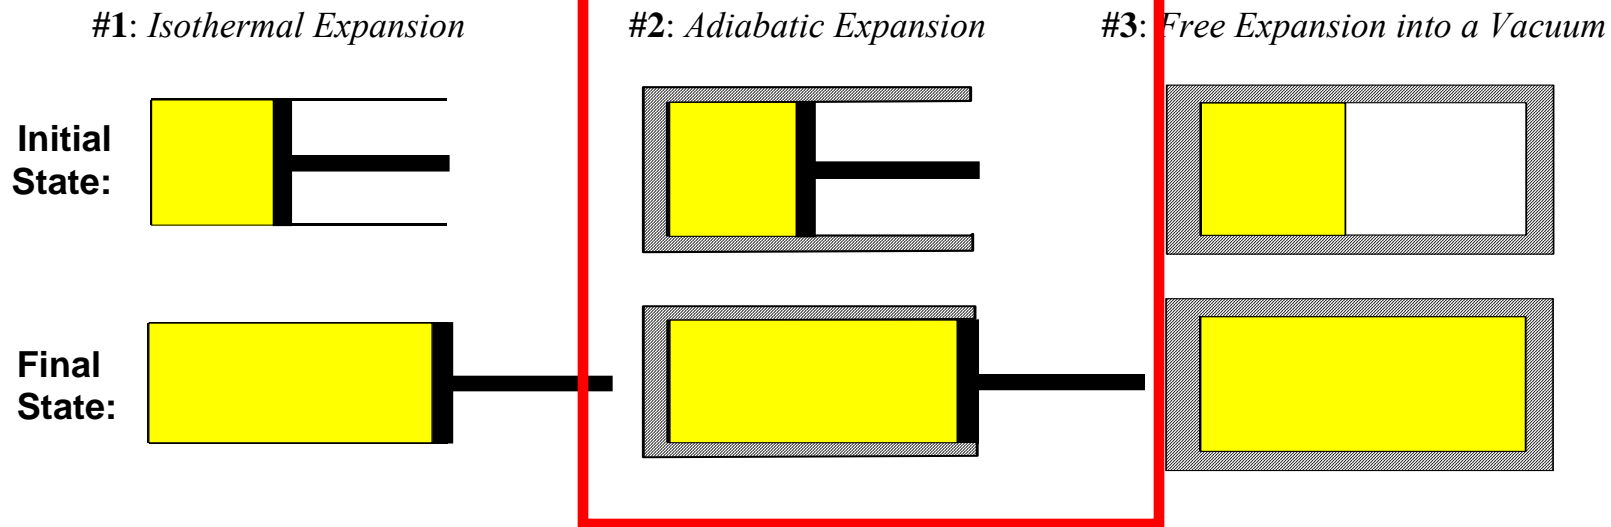 #1: Isothermal Expansion
#2: Adiabatic Expansion
#3: Free Expansion into a Vacuum
Initial
State:
Final
State: